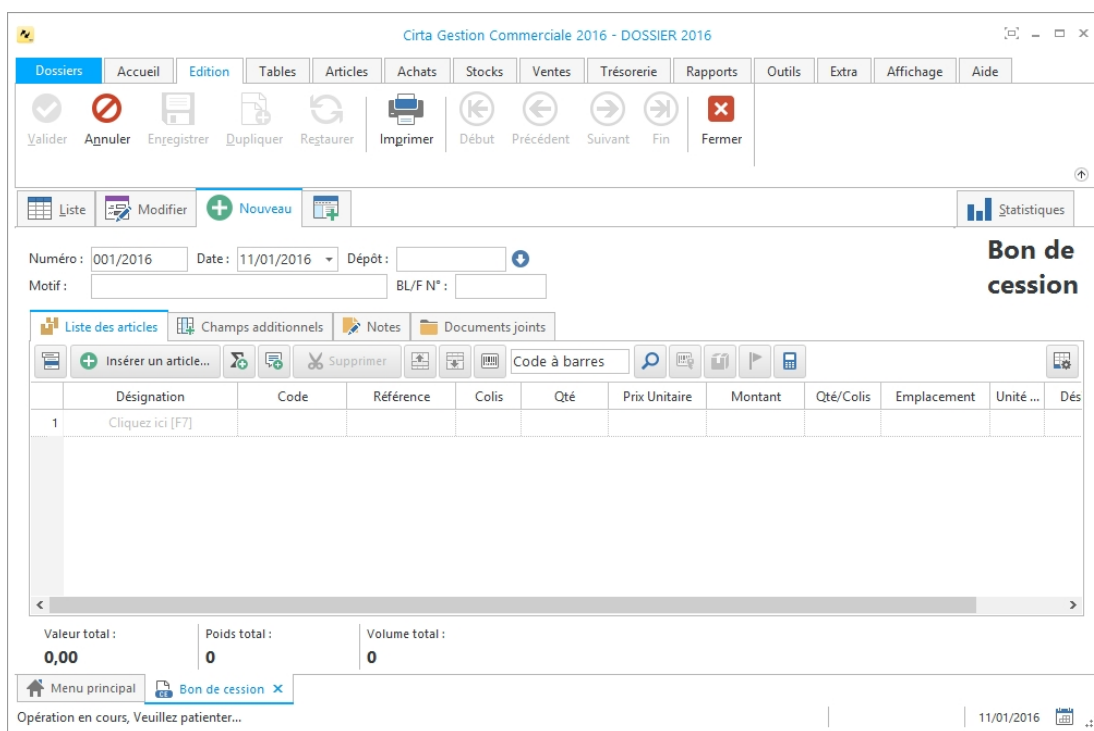 Cirta Gestion Commerciale 2016 - DOSSIER 2016
Dossiers Accueil Edition Tables Articles Achats Stocks Ventes Trésorerie Rapports Outils Extra Affichage Aide
Valider Annuler Enregistrer Dupliquer Restaurer Imprimer Début Précédent Suivant Fin Fermer
Liste Modifier Nouveau Statistiques
Numéro : 001/2016 Date : 11/01/2016 Dépôt :
Bon de
cession
Motif : BL/F N° :
Liste des articles Champs additionnels Notes Documents joints
Insérer un article... Supprimer Code à barres
Désignation Code Référence Colis Qté Prix Unitaire Montant Qté/Colis Emplacement Unité ... Dés
1 Cliquez ici [F7]
Valeur total : Poids total : Volume total :
0,00 0 0
Menu principal CE Bon de cession
Opération en cours, Veuillez patienter... 11/01/2016